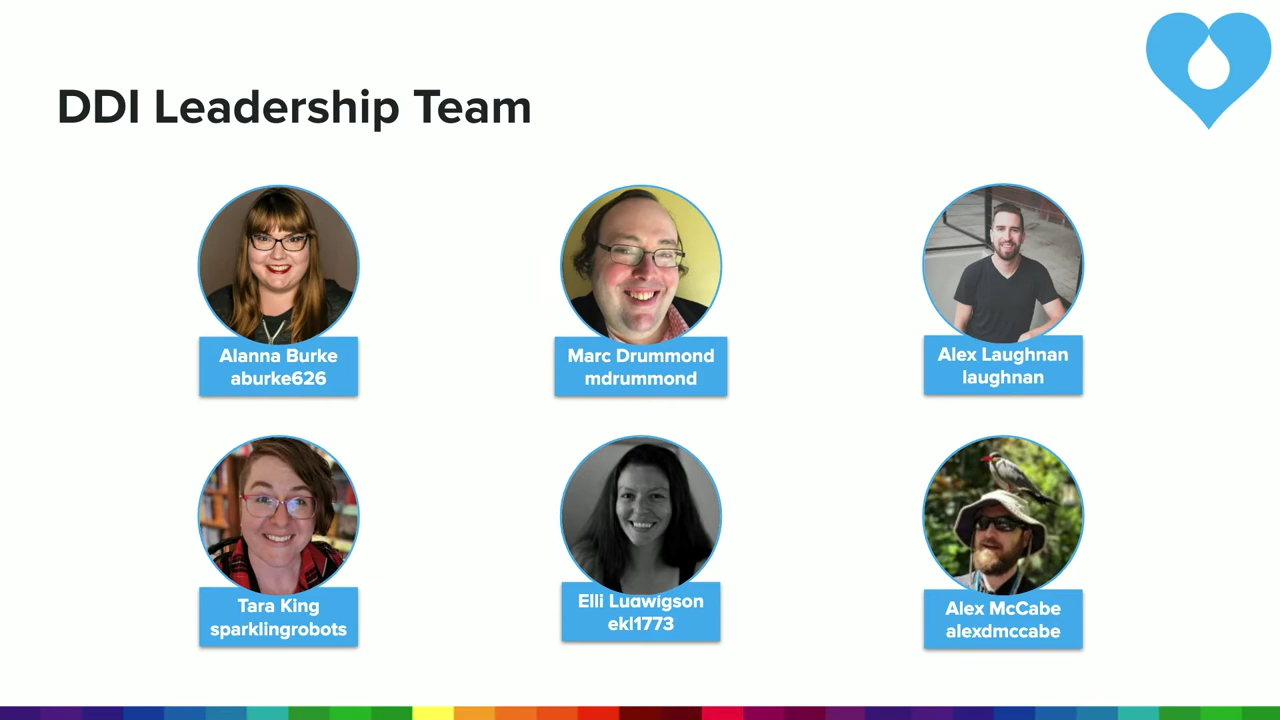 DDI Leadership Team
Alanna Burke
aburke626
Marc Drummond
mdrummond
Alex Laughnan
laughnan
Tara King
sparklingrobots
Elli Ludwigson
ekl1773
Alex McCabe
alexdmccabe